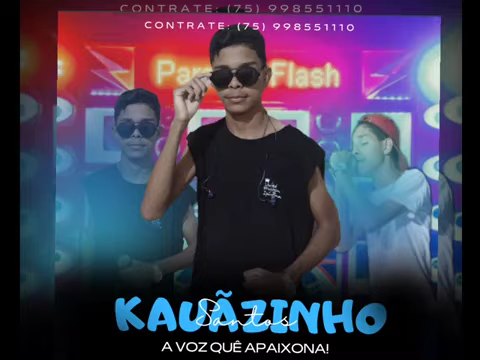 CONTRATE: (75) 998551110
CONTRATE: (75) 998551110
Flash
KAUÃZINHO
Santos
A VOZ QUÊ APAIXONA!